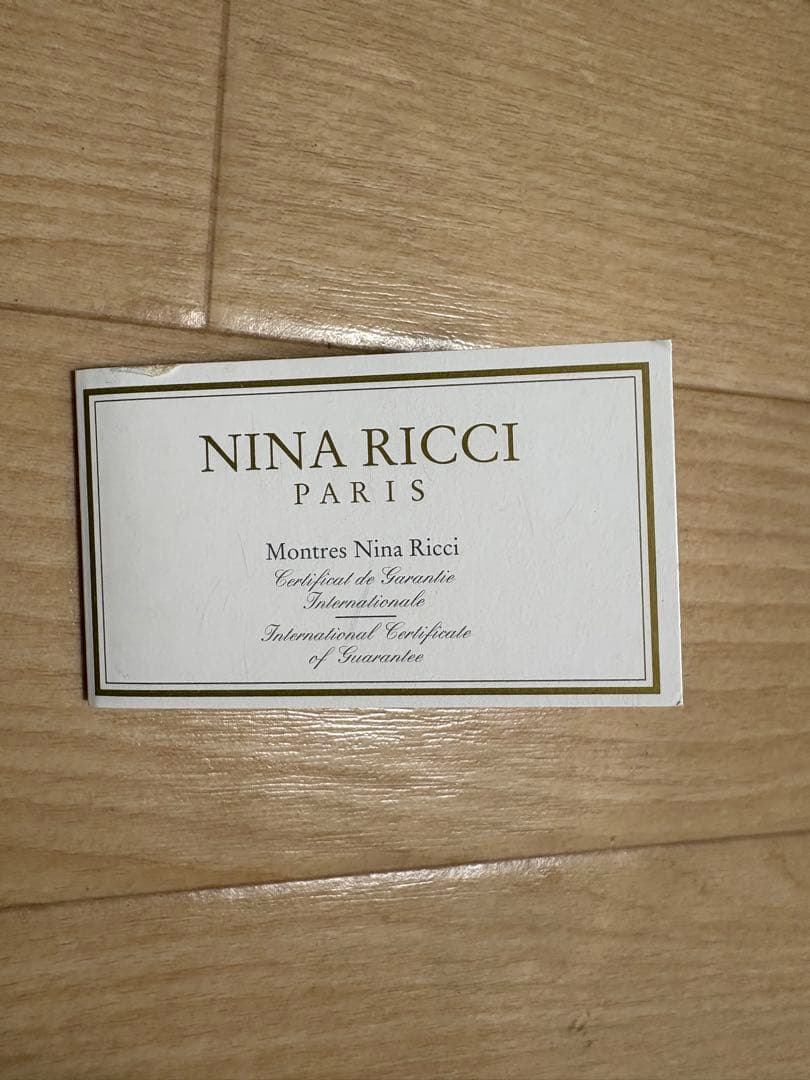 NINA RICCI
PARIS
Montres Nina Ricci
Certificat de Garantie
Internationale
International Certificate
of Guarantee